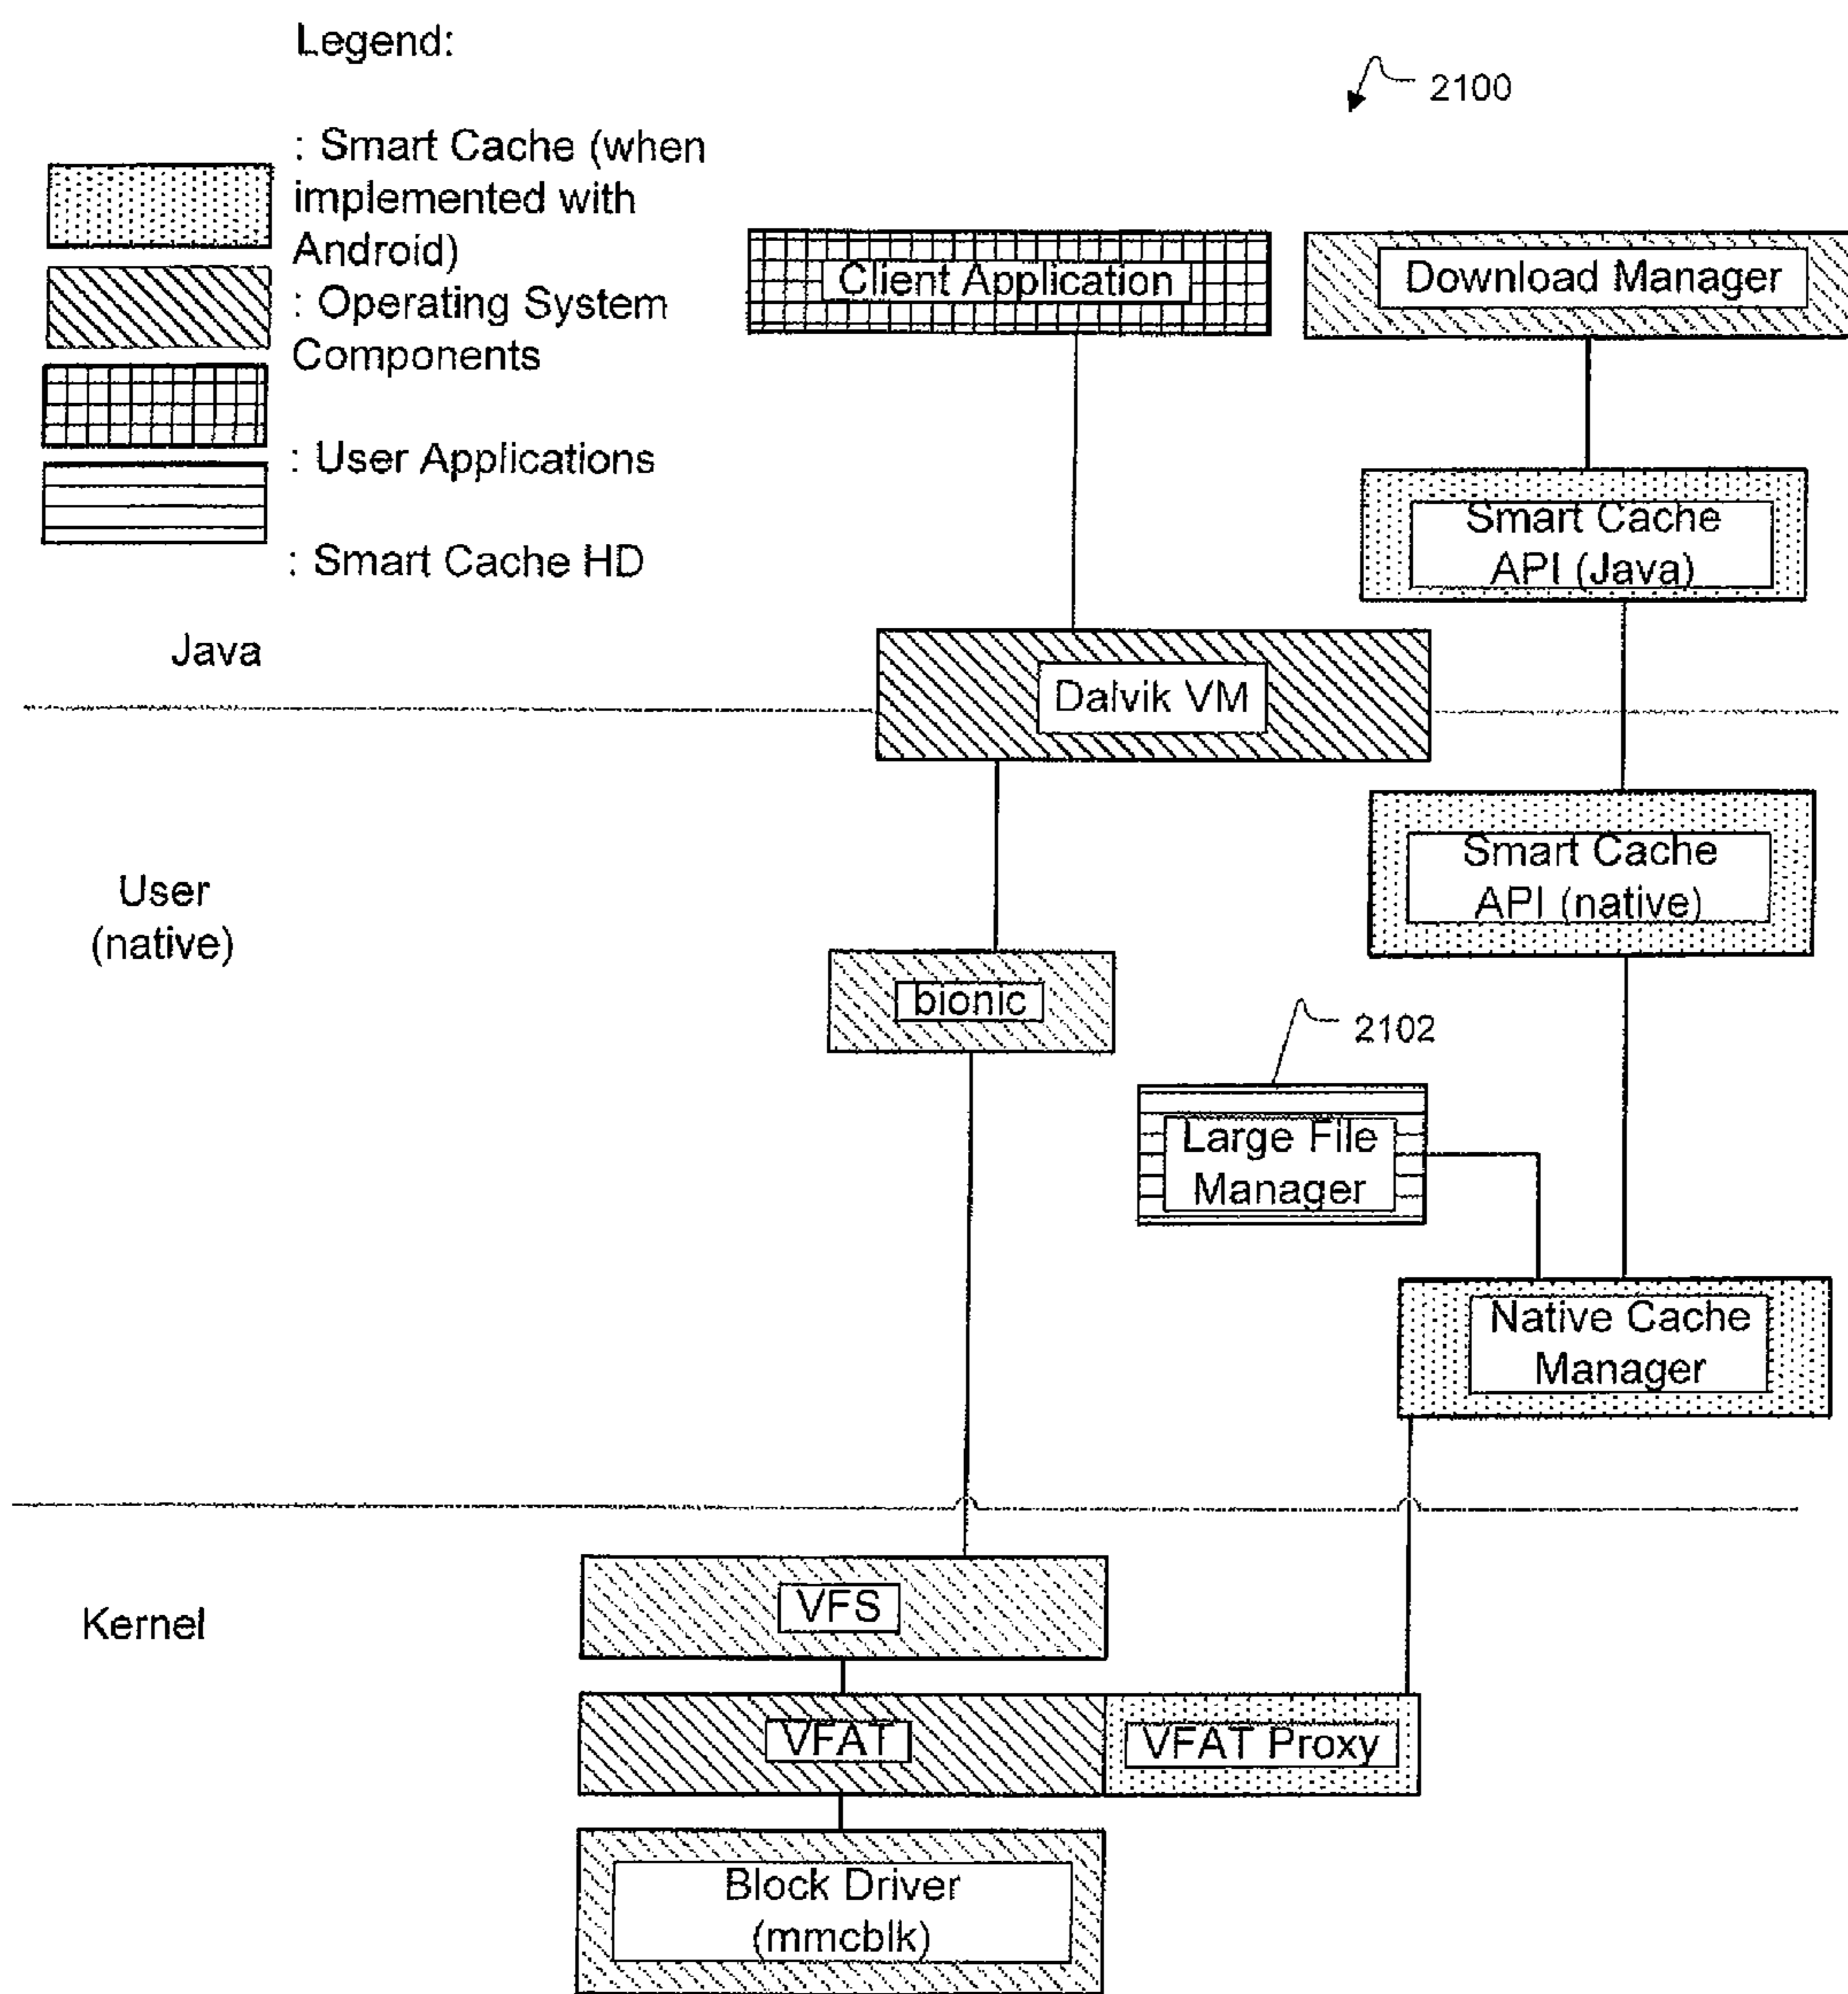 Legend:
2100
: Smart Cache (when
implemented with
Android)
: Operating System
Components
: User Applications
: Smart Cache HD
Client Application
Download Manager
Smart Cache
API (Java)
Java
Dalvik VM
Smart Cache
API (native)
User
(native)
bionic
2102
Large File
Manager
Native Cache
Manager
VFS
Kernel
VFAT
VFAT Proxy
Block Driver
(mmcblk)